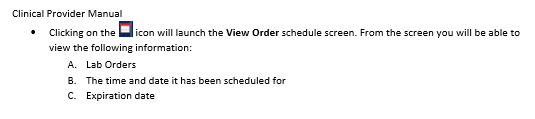 Clinical Provider Manual
• Clicking on the icon will launch the View Order schedule screen. From the screen you will be able to
view the following information:
A. Lab Orders
B. The time and date it has been scheduled for
C. Expiration date